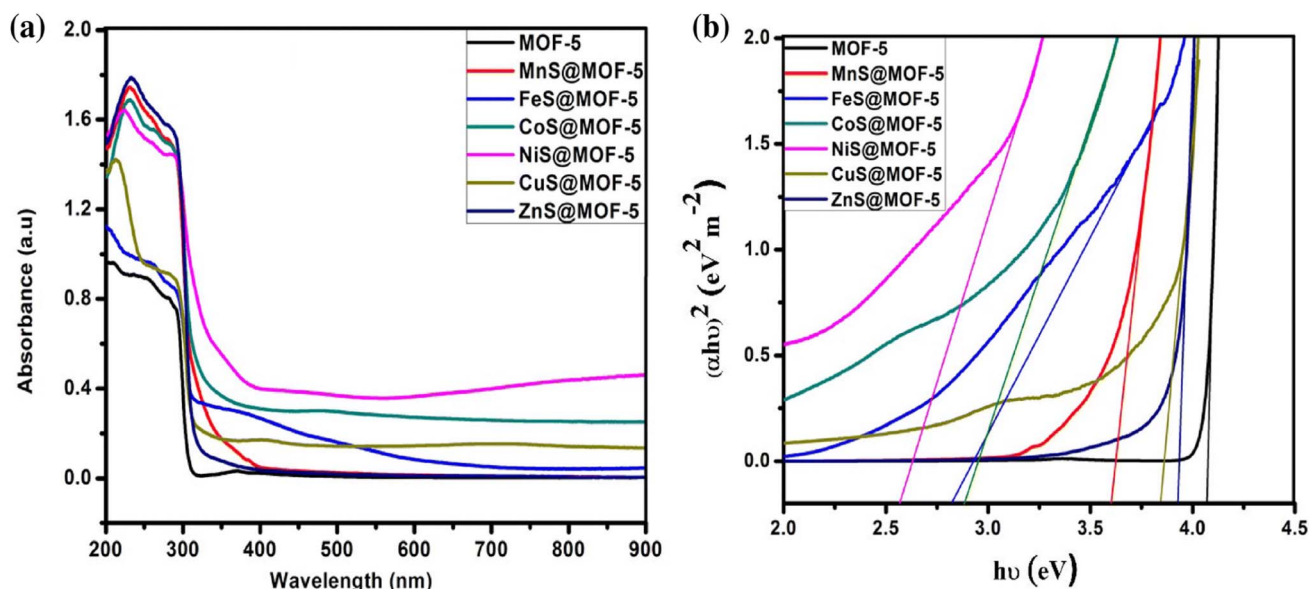 (a)
2.0
1.6
1.2
0.8
0.4
0.0
Absorbance (a.u)
MOF-5
MnS@MOF-5
FeS@MOF-5
CoS@MOF-5
NiS@MOF-5
CuS@MOF-5
ZnS@MOF-5
200 300 400 500 600 700 800 900
Wavelength (nm)
(b)
2.0
1.5
1.0
0.5
0.0
(αhυ)² (eV² m⁻²)
MOF-5
MnS@MOF-5
FeS@MOF-5
CoS@MOF-5
NiS@MOF-5
CuS@MOF-5
ZnS@MOF-5
2.0 2.5 3.0 3.5 4.0 4.5
hυ (eV)